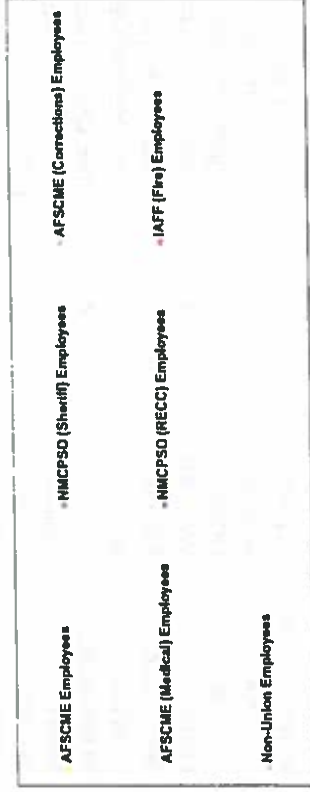 AFSCME Employees
NMCPSO (Sheriff) Employees
AFSCME (Corrections) Employees
AFSCME (Medical) Employees
NMCPSO (RECC) Employees
IAFF (Fire) Employees
Non-Union Employees